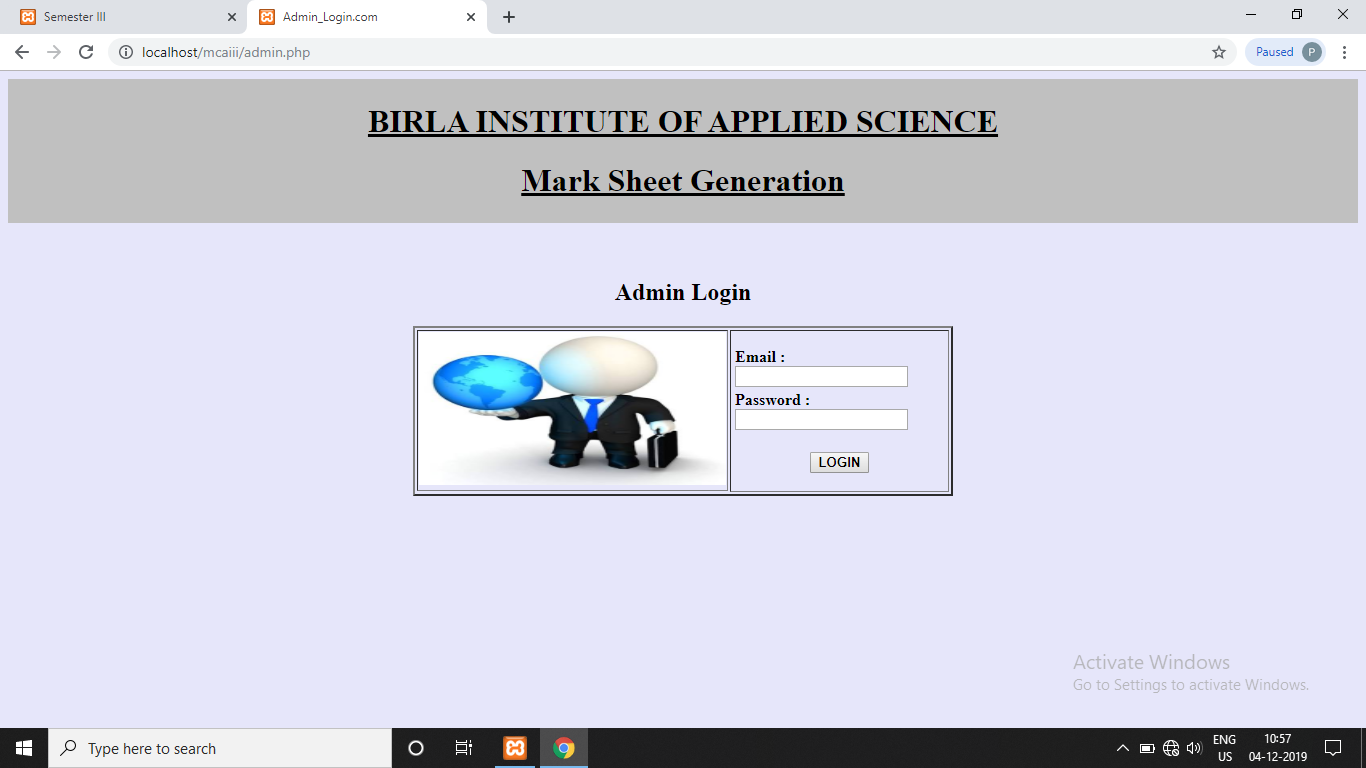 Semester III
Admin_Login.com
localhost/mcaiii/admin.php
Paused
P
BIRLA INSTITUTE OF APPLIED SCIENCE
Mark Sheet Generation
Admin Login
Email :
Password :
LOGIN
Activate Windows
Go to Settings to activate Windows.
Type here to search
ENG
US
10:57
04-12-2019